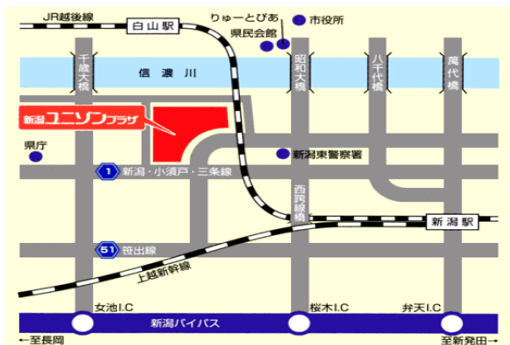 JR越後線
白山駅
りゅーとぴあ
県民会館
市役所
千歳大橋
信濃川
昭和大橋
八千代橋
萬代橋
新潟ユニゾンプラザ
県庁
新潟東警察署
1
新潟・小須戸・三条線
西跨線橋
新潟駅
51
笹出線
上越新幹線
女池I.C
桜木I.C
弁天I.C
新潟バイパス
←至長岡
至新発田→